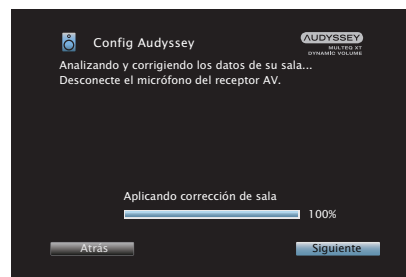 Config Audyssey
AUDYSSEY
MULTEQ XT
DYNAMIC VOLUME
Analizando y corrigiendo los datos de su sala...
Desconecte el micrófono del receptor AV.
Aplicando corrección de sala
100%
Atrás
Siguiente